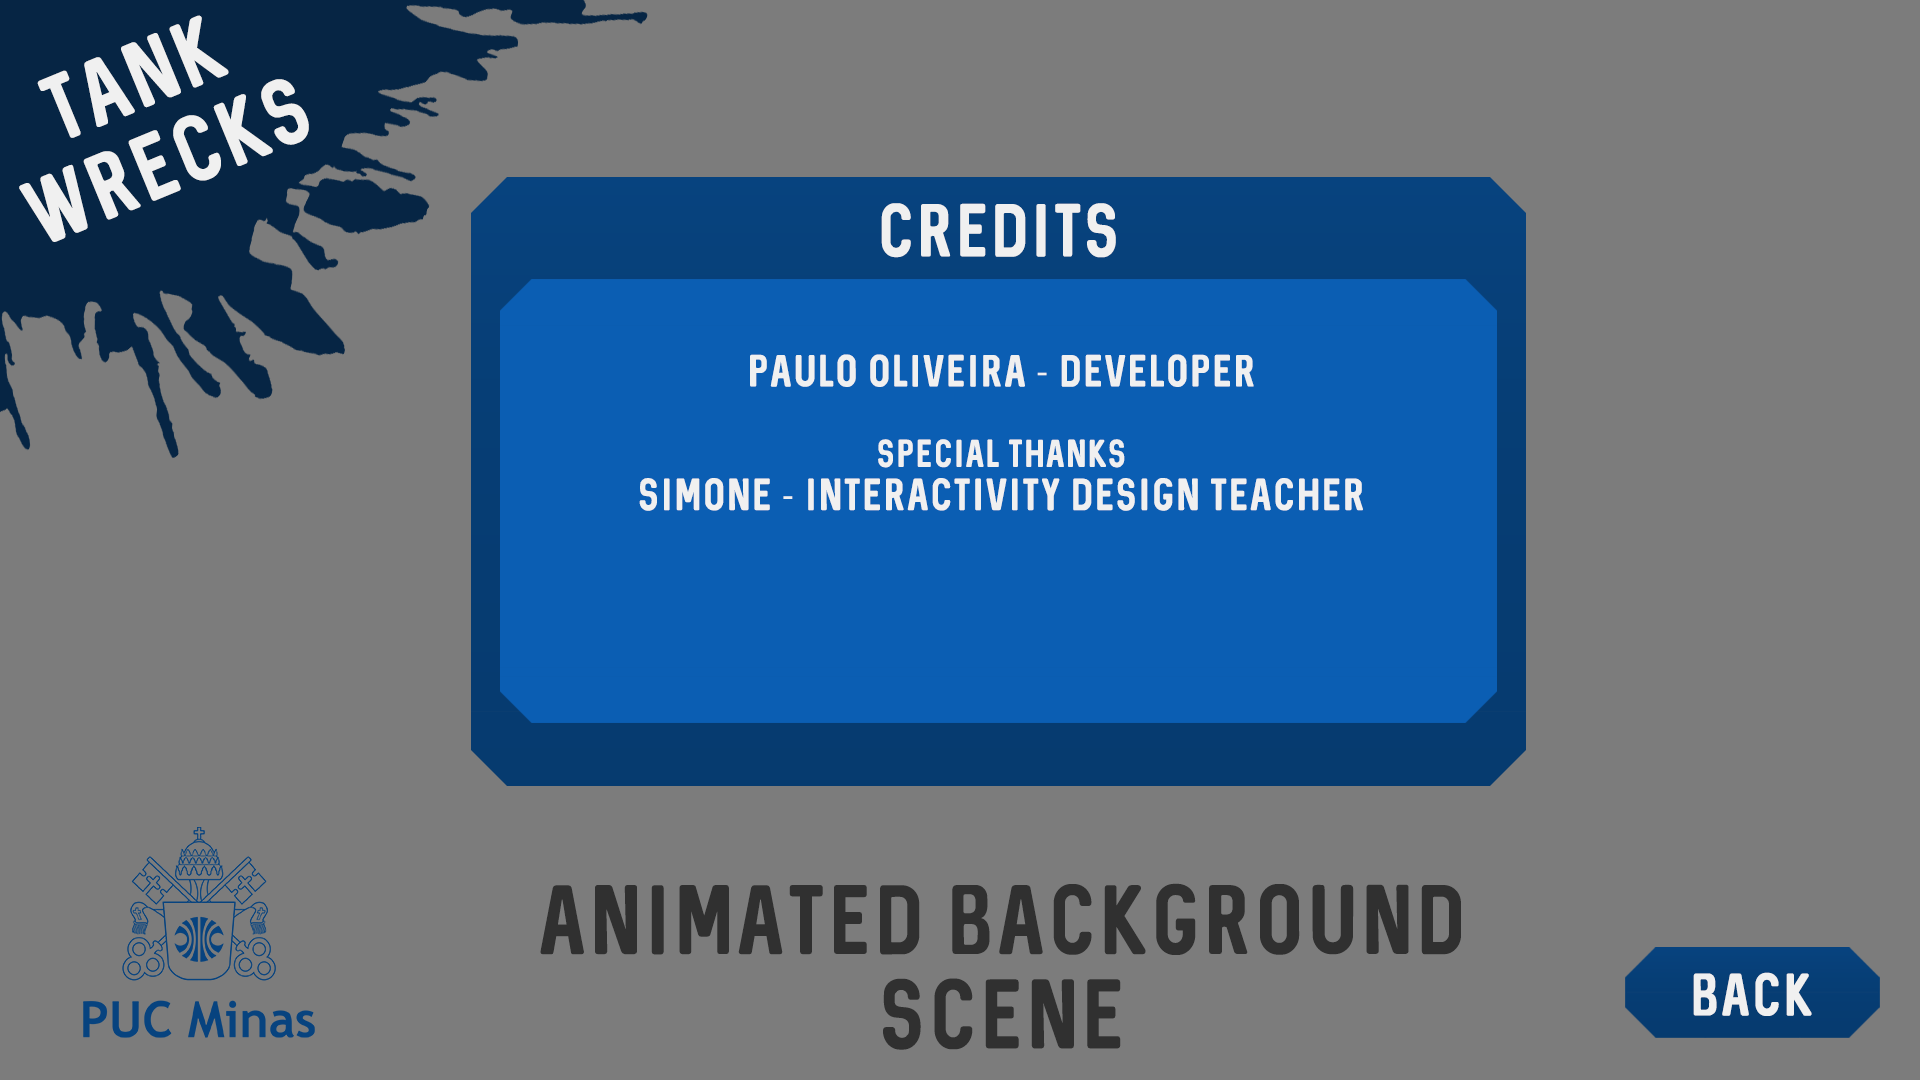 TANK
WRECKS
CREDITS
PAULO OLIVEIRA - DEVELOPER
SPECIAL THANKS
SIMONE - INTERACTIVITY DESIGN TEACHER
ANIMATED BACKGROUND
SCENE
PUC Minas
BACK